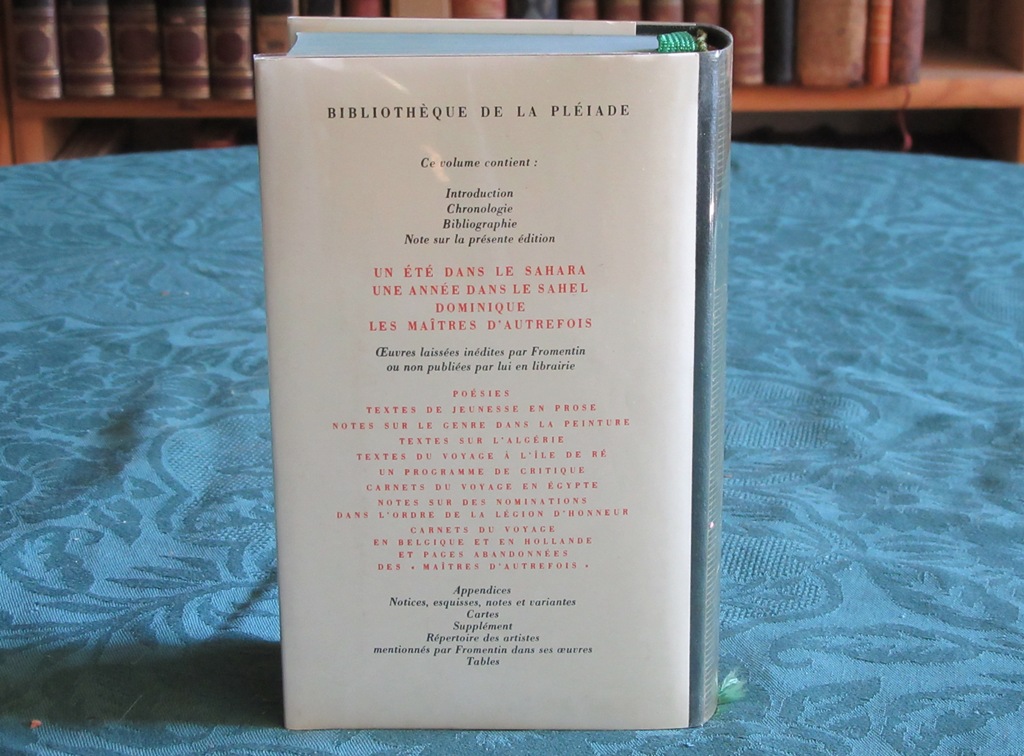 BIBLIOTHÈQUE DE LA PLÉIADE
Ce volume contient :
Introduction
Chronologie
Bibliographie
Note sur la présente édition
UN ÉTÉ DANS LE SAHARA
UNE ANNÉE DANS LE SAHEL
DOMINIQUE
LES MAÎTRES D'AUTREFOIS
Œuvres laissées inédites par Fromentin
ou non publiées par lui en librairie
POÉSIES
TEXTES DE JEUNESSE EN PROSE
NOTES SUR LE GENRE DANS LA PEINTURE
TEXTES SUR L'ALGÉRIE
TEXTES DU VOYAGE À L'ÎLE DE RÉ
UN PROGRAMME DE CRITIQUE
CARNETS DU VOYAGE EN ÉGYPTE
NOTES SUR DES NOMINATIONS
DANS L'ORDRE DE LA LÉGION D'HONNEUR
CARNETS DU VOYAGE
EN BELGIQUE ET EN HOLLANDE
ET PAGES ABANDONNÉES
DES « MAÎTRES D'AUTREFOIS »
Appendices
Notices, esquisses, notes et variantes
Cartes
Supplément
Répertoire des artistes
mentionnés par Fromentin dans ses œuvres
Tables